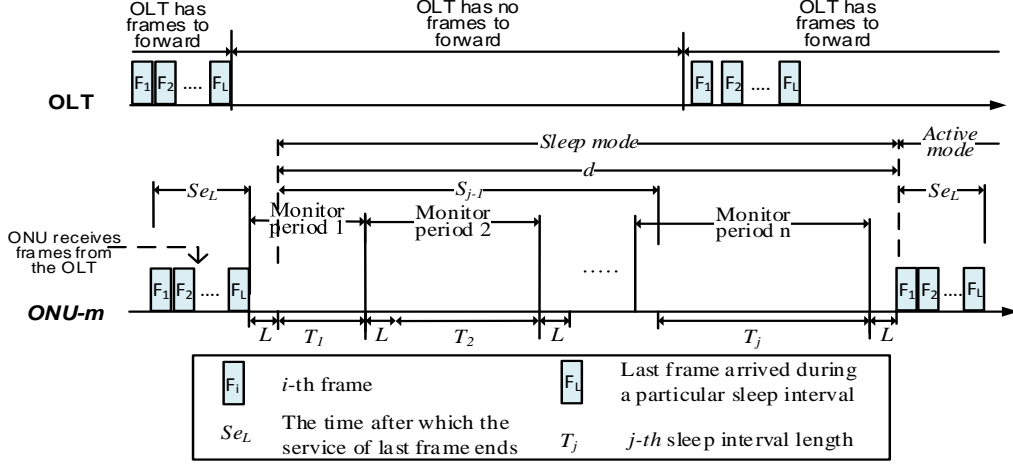 OLT has frames to forward
OLT has no frames to forward
OLT has frames to forward
F1 F2 .... FL
F1 F2 .... FL
OLT
Sleep mode
Active mode
d
SeL
Sj-1
SeL
Monitor period 1
Monitor period 2
Monitor period n
ONU receives frames from the OLT
.....
F1 F2 .... FL
F1 F2 .... FL
ONU-m
L T1 L T2 L Tj L
Fi i-th frame
FL Last frame arrived during a particular sleep interval
SeL The time after which the service of last frame ends
Tj j-th sleep interval length